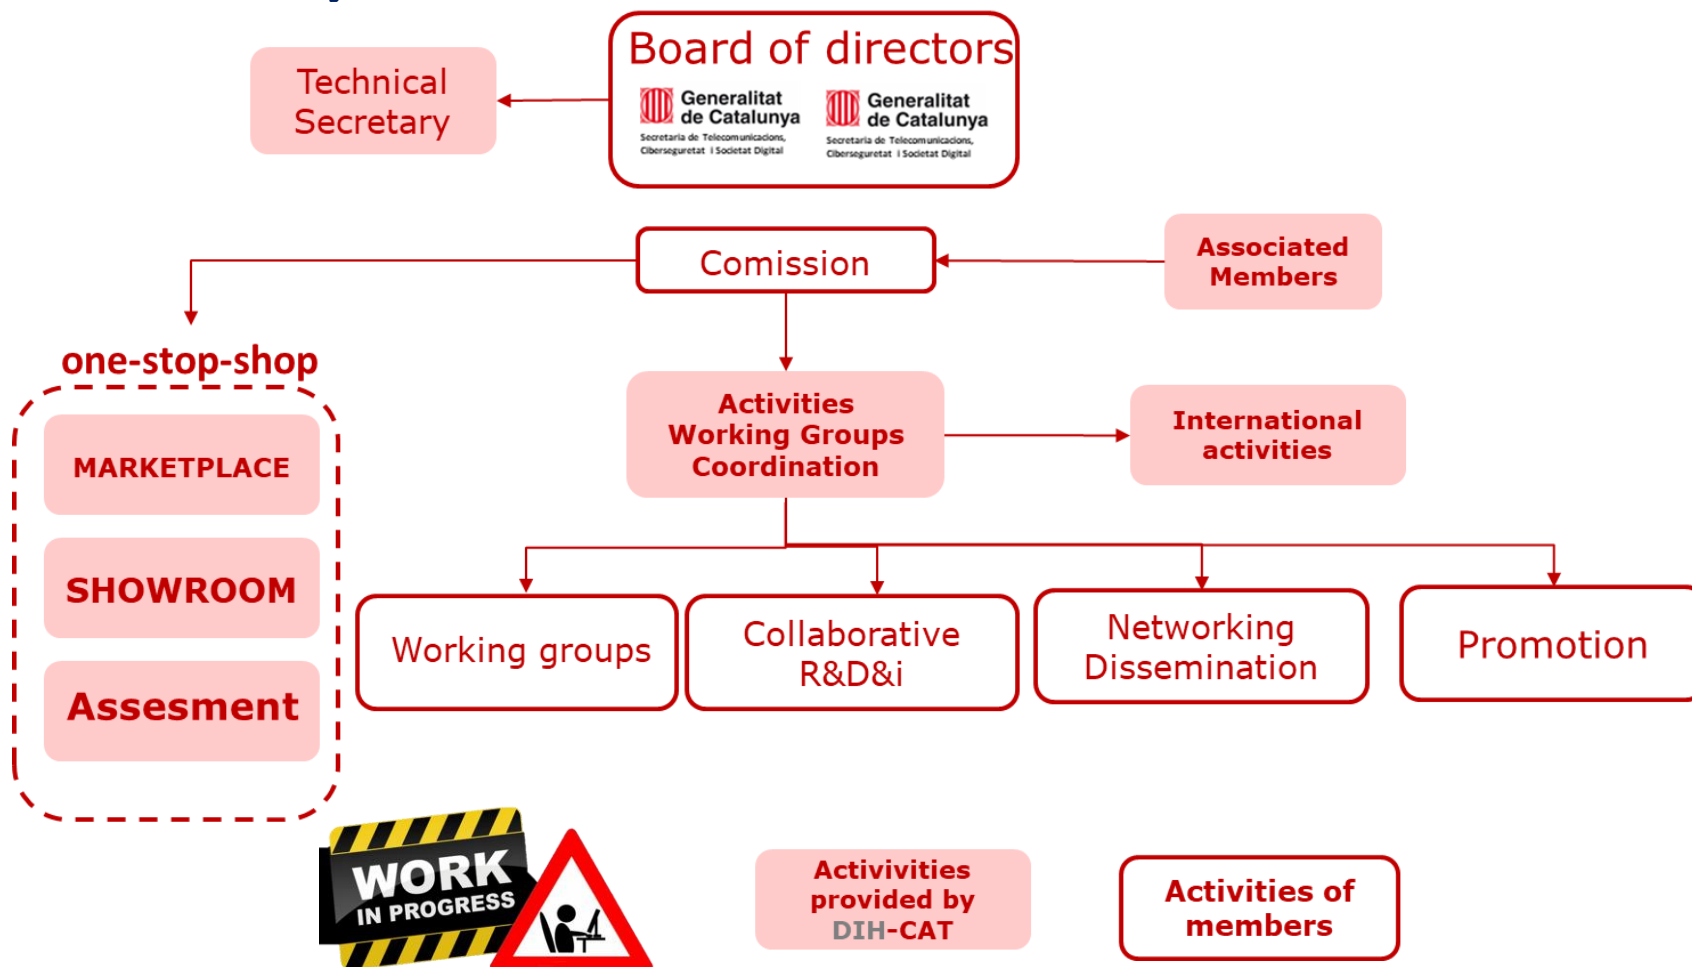 Board of directors
Technical
Secretary
Generalitat
de Catalunya
Secretaria de Telecomunicacions,
Ciberseguretat i Societat Digital
Generalitat
de Catalunya
Secretaria de Telecomunicacions,
Ciberseguretat i Societat Digital
Comission
Associated
Members
one-stop-shop
MARKETPLACE
SHOWROOM
Assesment
Activities
Working Groups
Coordination
International
activities
Working groups
Collaborative
R&D&i
Networking
Dissemination
Promotion
WORK
IN PROGRESS
Activivities
provided by
DIH-CAT
Activities of
members